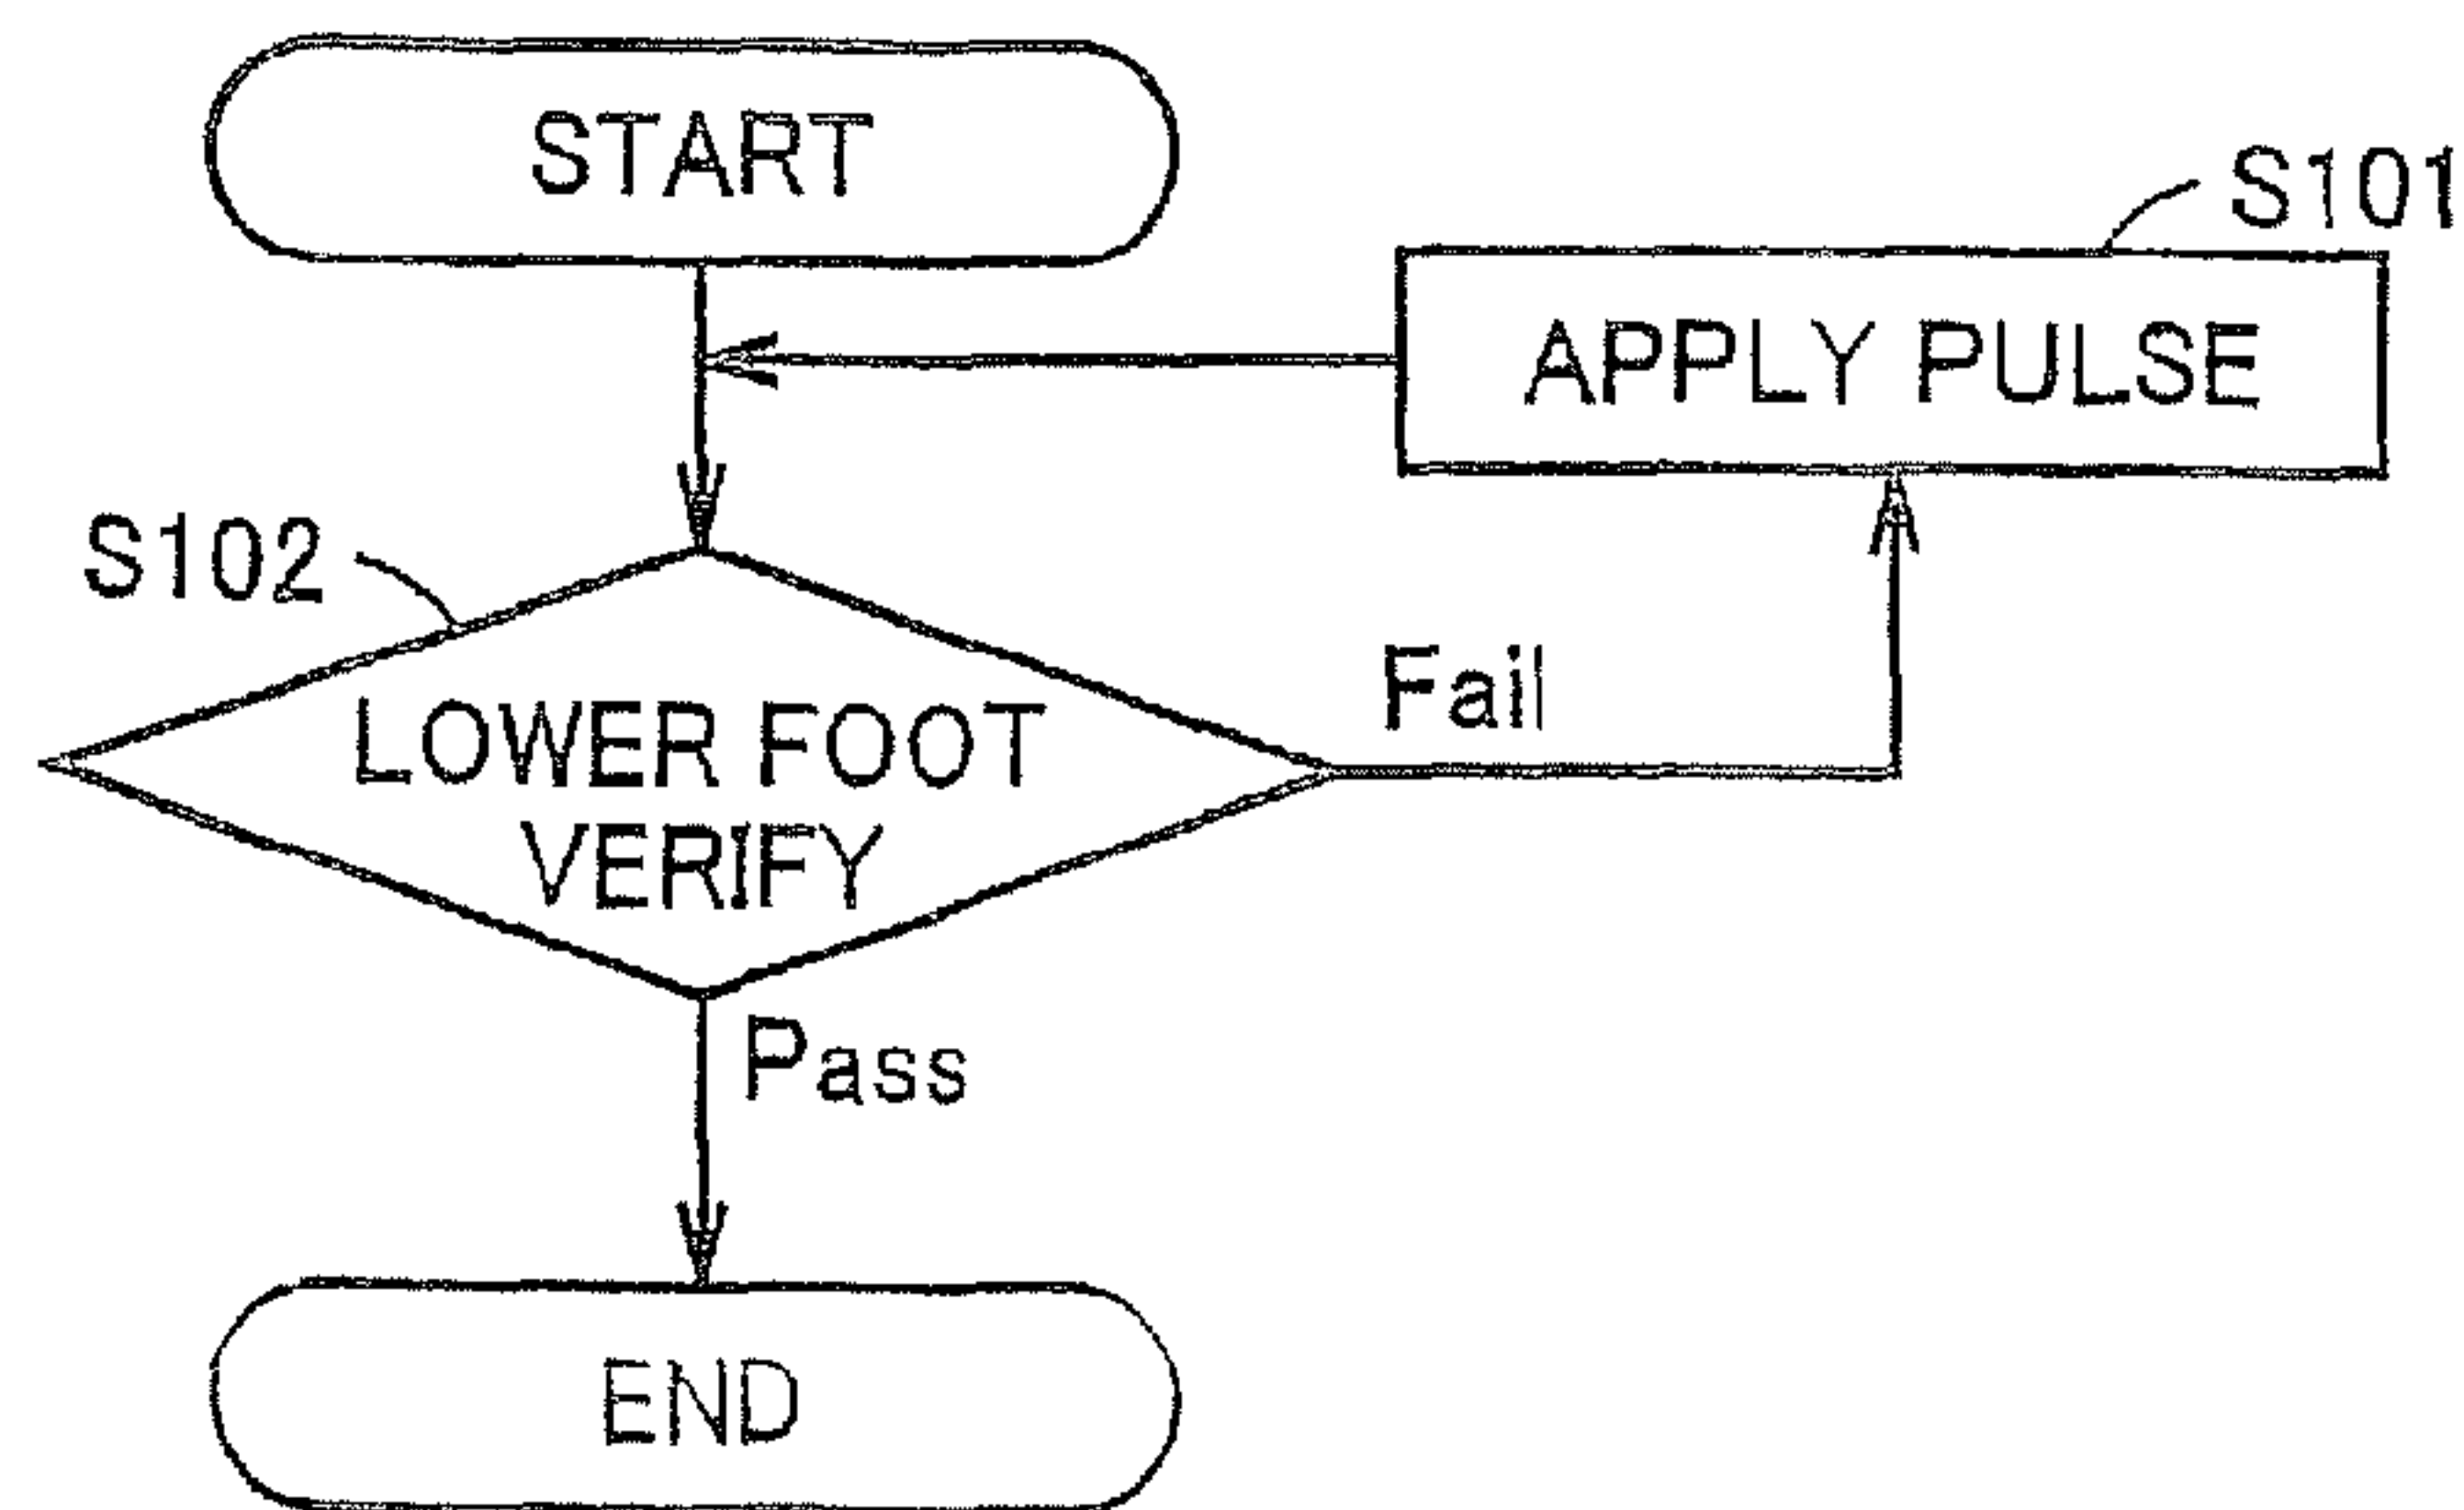 START
S101
APPLY PULSE
S102
LOWER FOOT
VERIFY
Fail
Pass
END